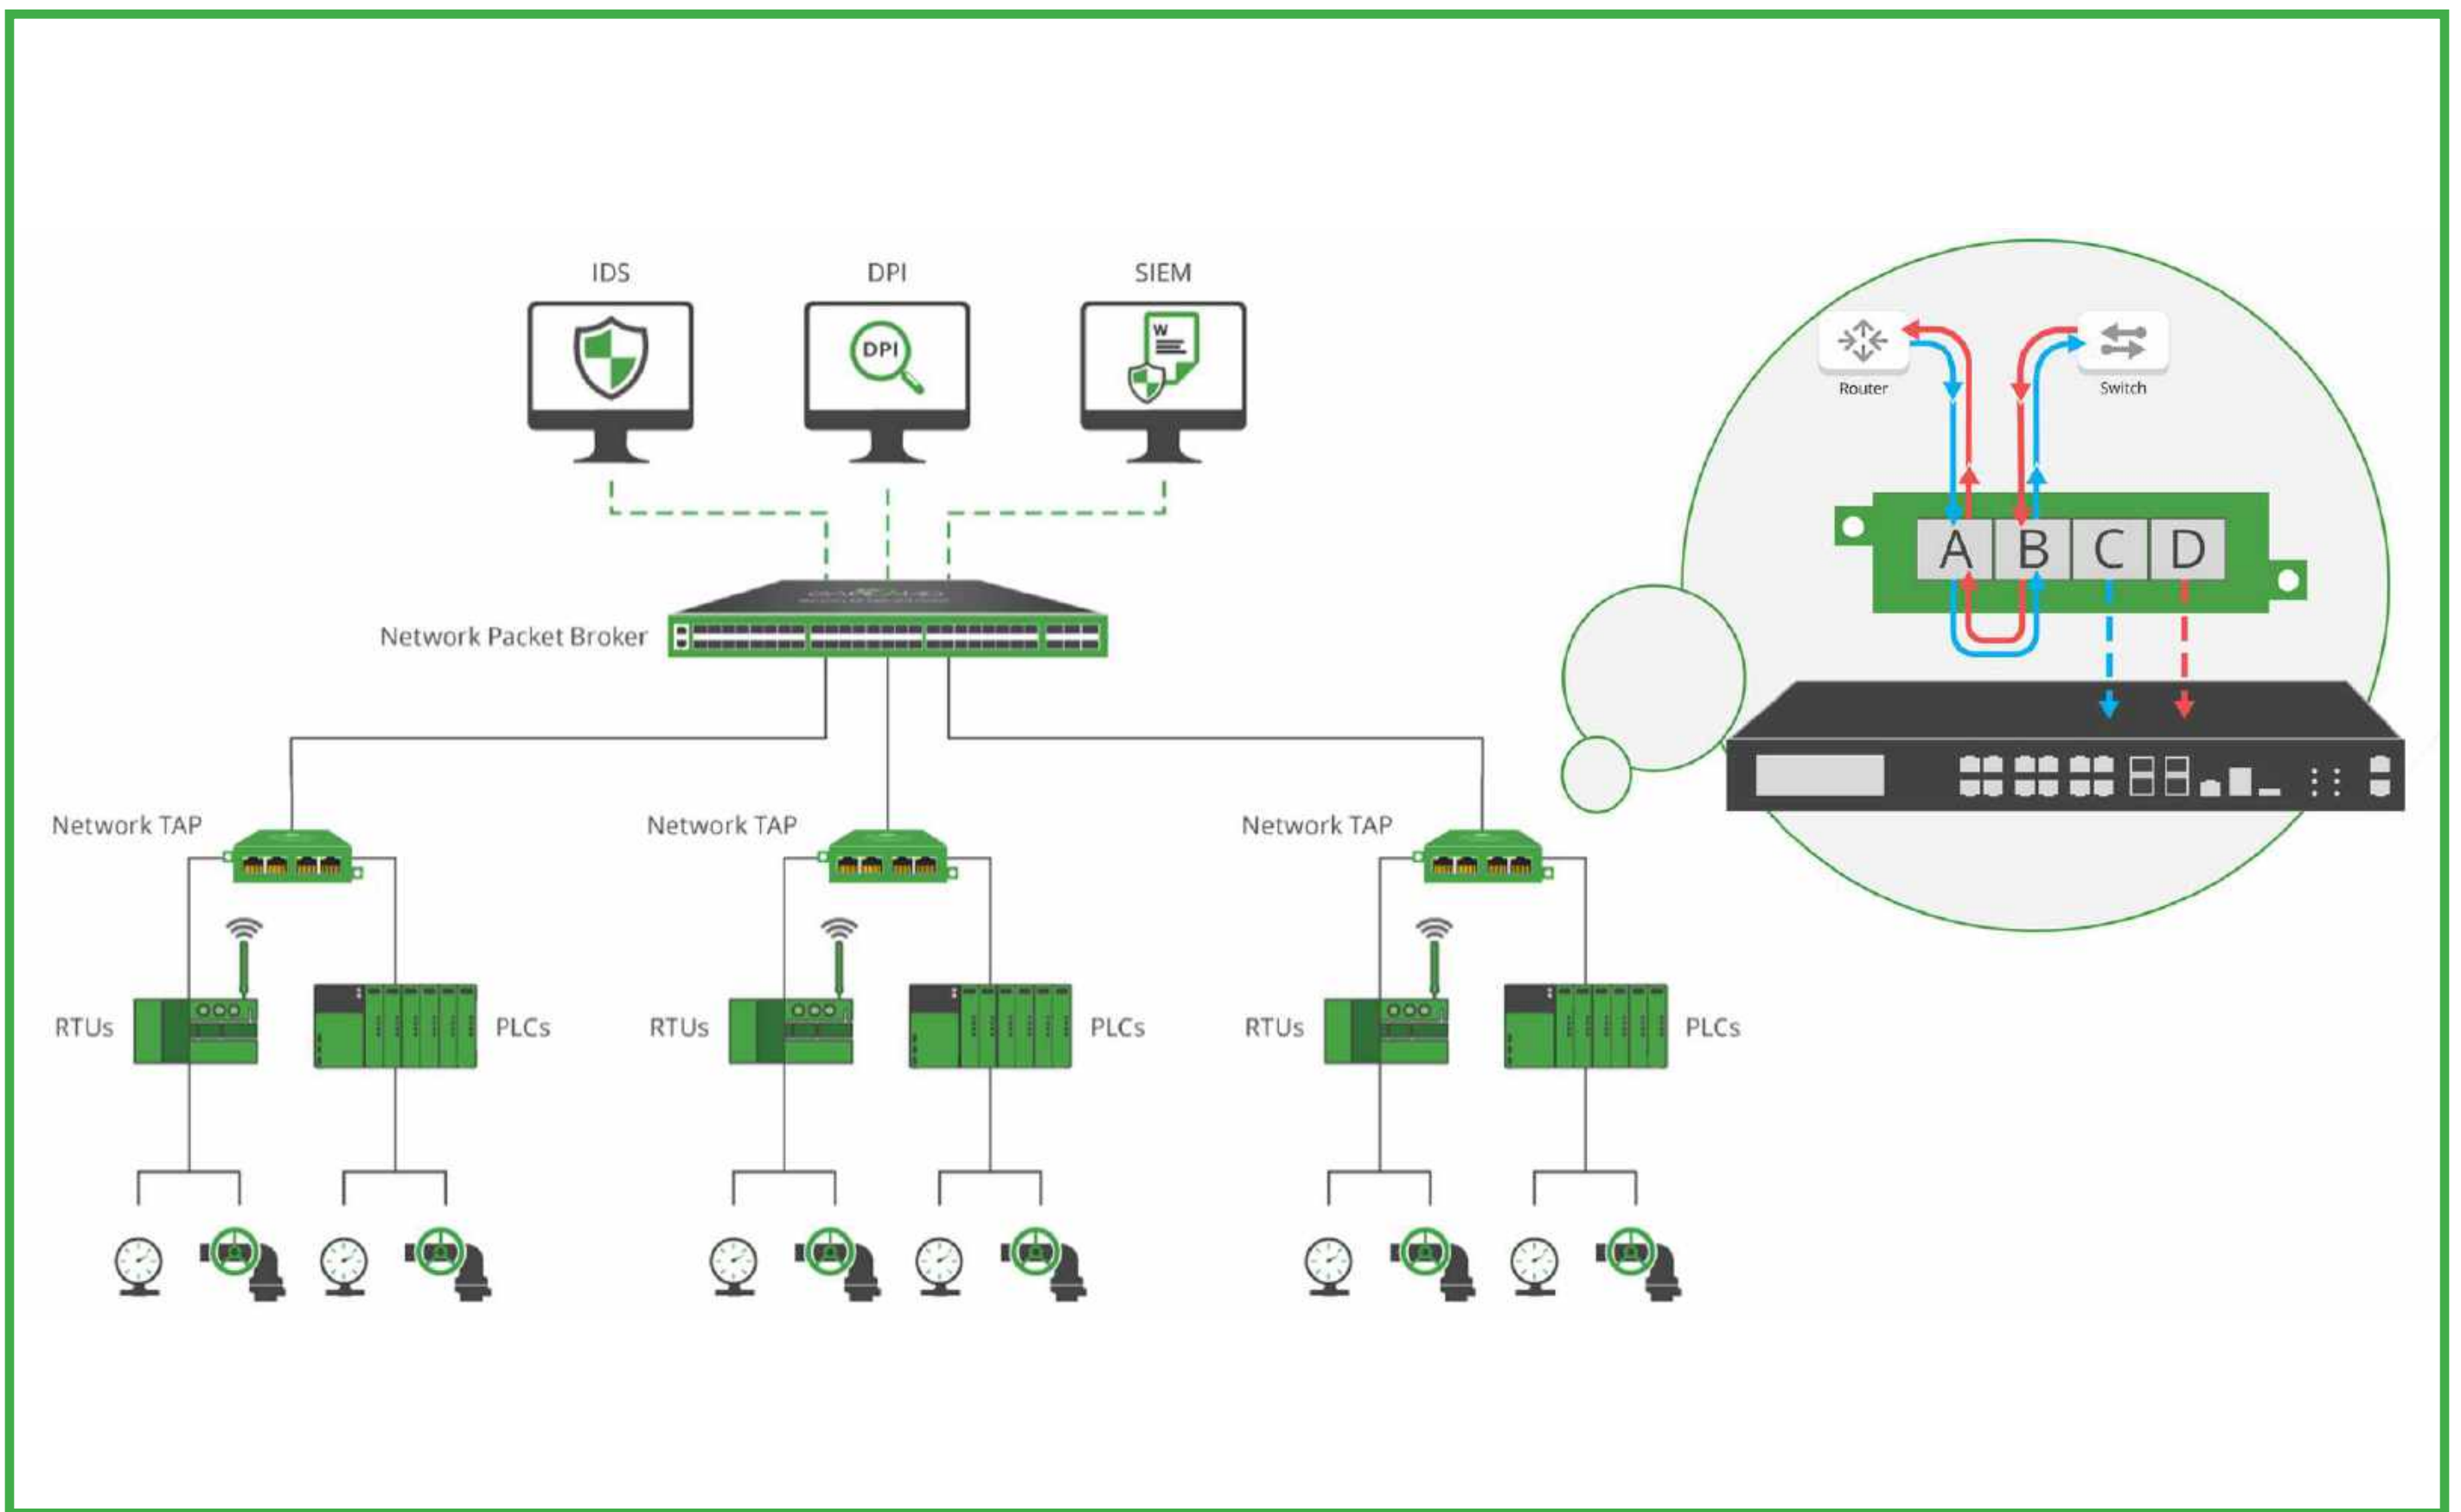 IDS
DPI
SIEM
DPI
W
Router
Switch
A
B
C
D
Network Packet Broker
Network TAP
Network TAP
Network TAP
RTUs
PLCs
RTUs
PLCs
RTUs
PLCs